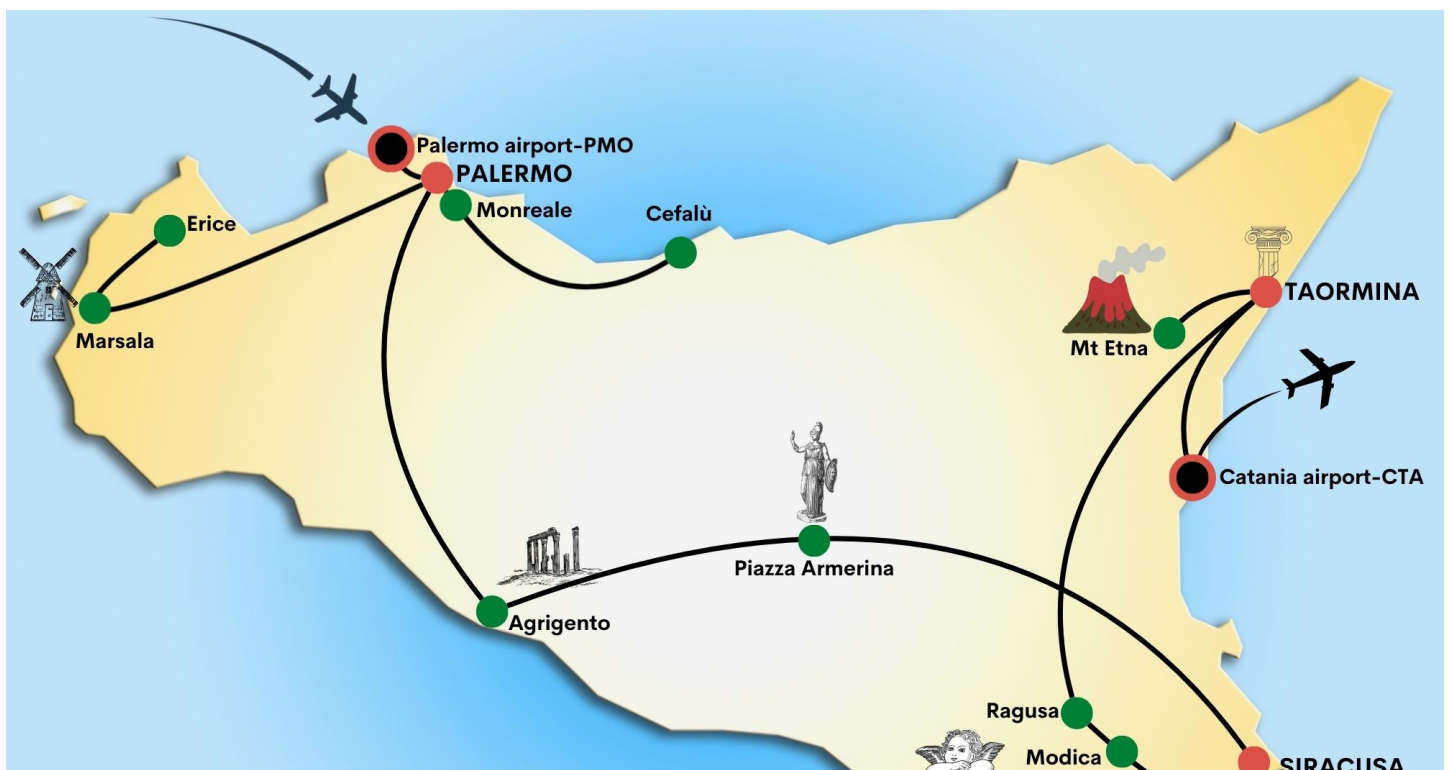 Palermo airport-PMO
PALERMO
Monreale
Cefalù
Erice
Marsala
TAORMINA
Mt Etna
Catania airport-CTA
Piazza Armerina
Agrigento
Ragusa
Modica
SIRACUSA